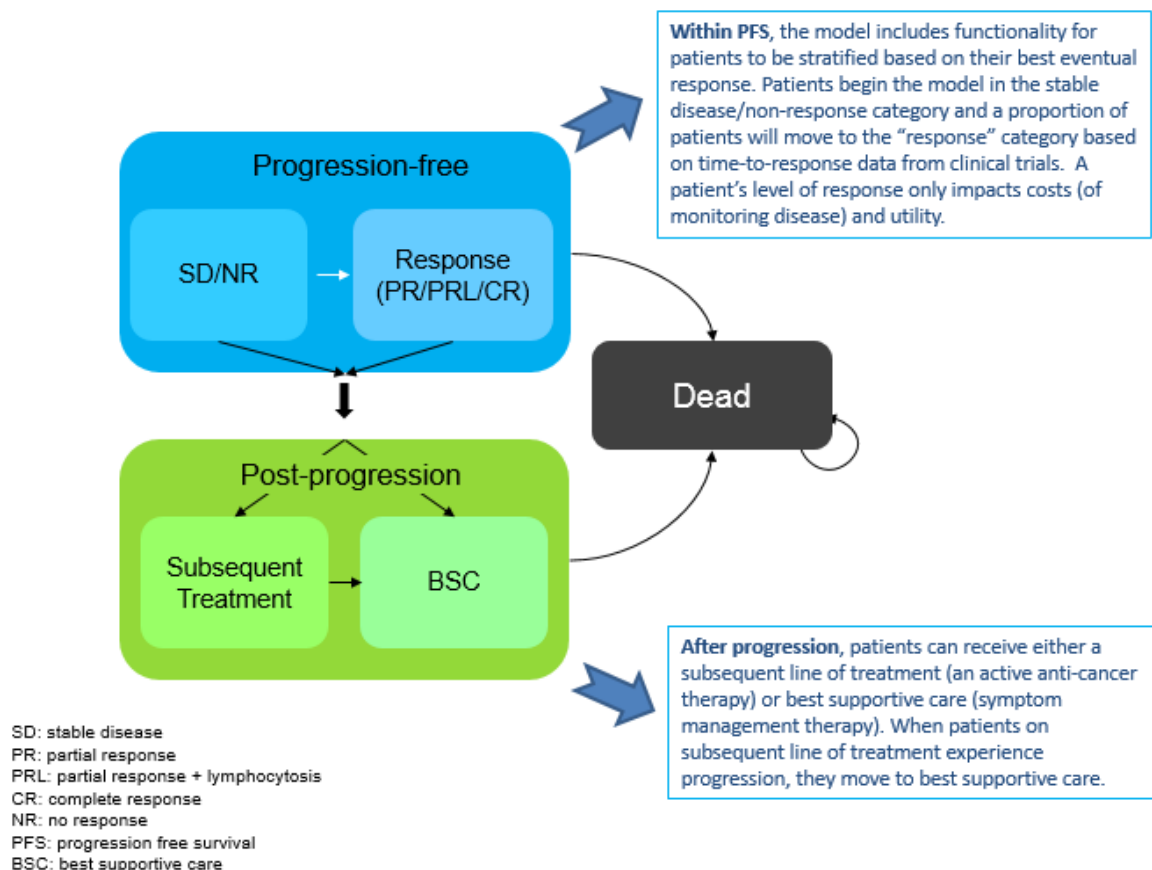 Within PFS, the model includes functionality for
patients to be stratified based on their best eventual
response. Patients begin the model in the stable
disease/non-response category and a proportion of
patients will move to the “response” category based
on time-to-response data from clinical trials.  A
patient’s level of response only impacts costs (of
monitoring disease) and utility.
Progression-free
SD/NR
Response
(PR/PRL/CR)
Dead
Post-progression
Subsequent
Treatment
BSC
After progression, patients can receive either a
subsequent line of treatment (an active anti-cancer
therapy) or best supportive care (symptom
management therapy). When patients on
subsequent line of treatment experience
progression, they move to best supportive care.
SD: stable disease
PR: partial response
PRL: partial response + lymphocytosis
CR: complete response
NR: no response
PFS: progression free survival
BSC: best supportive care